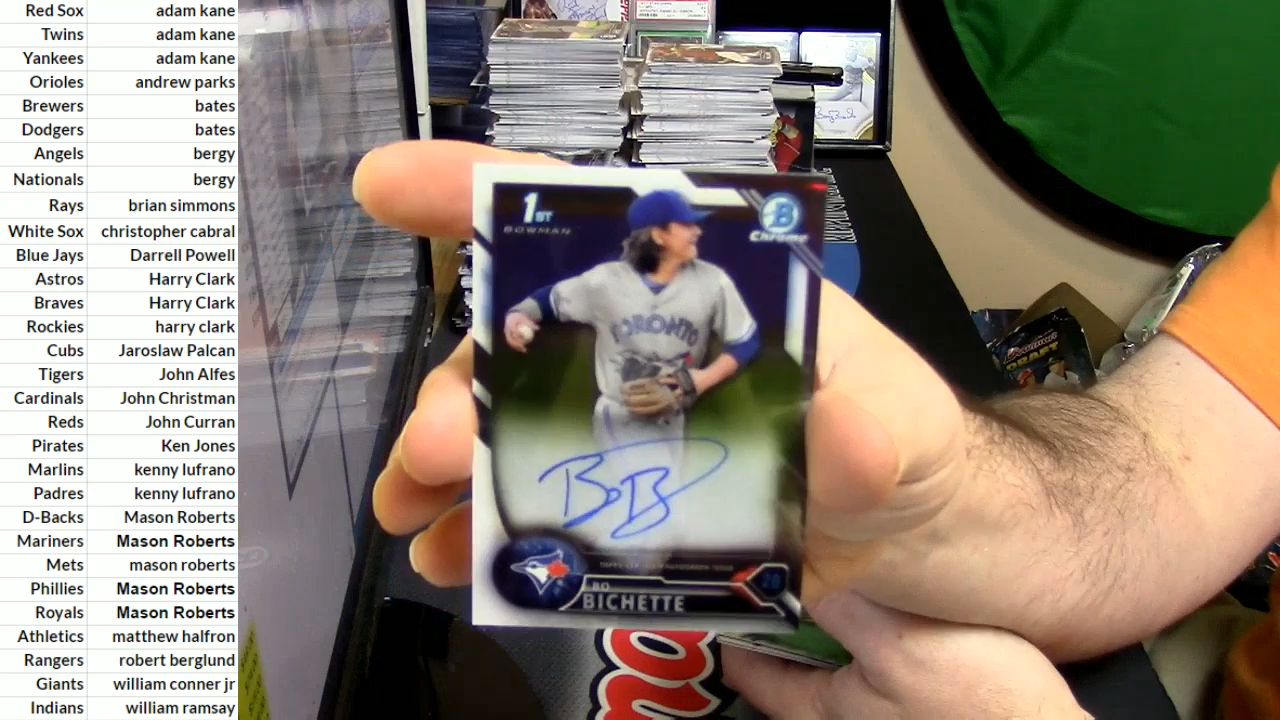 Red Sox adam kane
Twins adam kane
Yankees adam kane
Orioles andrew parks
Brewers bates
Dodgers bates
Angels bergy
Nationals bergy
Rays brian simmons
White Sox christopher cabral
Blue Jays Darrell Powell
Astros Harry Clark
Braves Harry Clark
Rockies harry clark
Cubs Jaroslaw Palcan
Tigers John Alfes
Cardinals John Christman
Reds John Curran
Pirates Ken Jones
Marlins kenny lufrano
Padres kenny lufrano
D-Backs Mason Roberts
Mariners Mason Roberts
Mets mason roberts
Phillies Mason Roberts
Royals Mason Roberts
Athletics matthew halfron
Rangers robert berglund
Giants william conner jr
Indians william ramsay
1ST
BOWMAN
B
Chrome
TORONTO
BO
BICHETTE
DRAFT